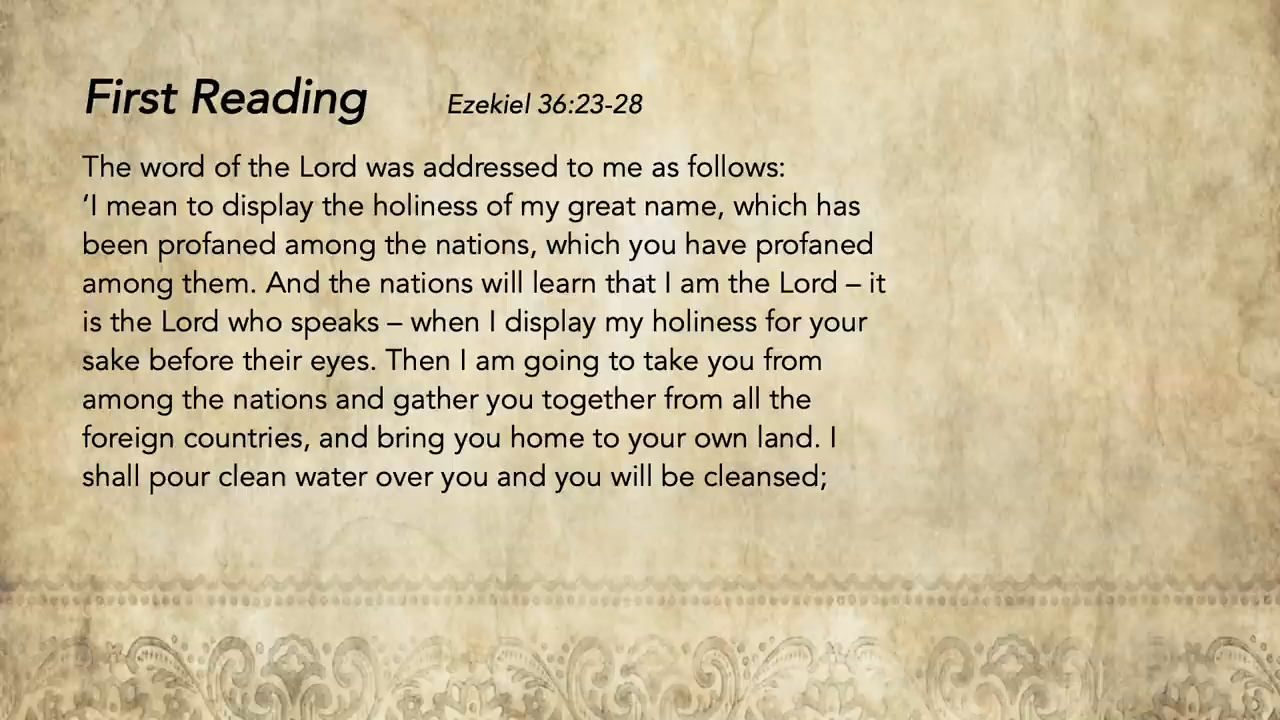 First Reading Ezekiel 36:23-28
The word of the Lord was addressed to me as follows:
‘I mean to display the holiness of my great name, which has
been profaned among the nations, which you have profaned
among them. And the nations will learn that I am the Lord – it
is the Lord who speaks – when I display my holiness for your
sake before their eyes. Then I am going to take you from
among the nations and gather you together from all the
foreign countries, and bring you home to your own land. I
shall pour clean water over you and you will be cleansed;